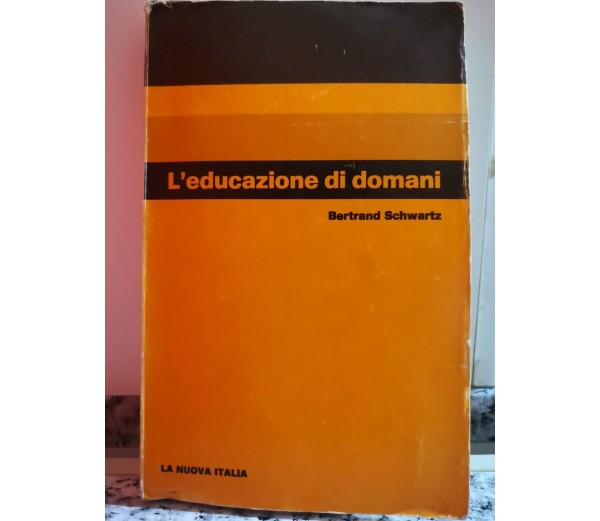 L'educazione di domani
Bertrand Schwartz
LA NUOVA ITALIA